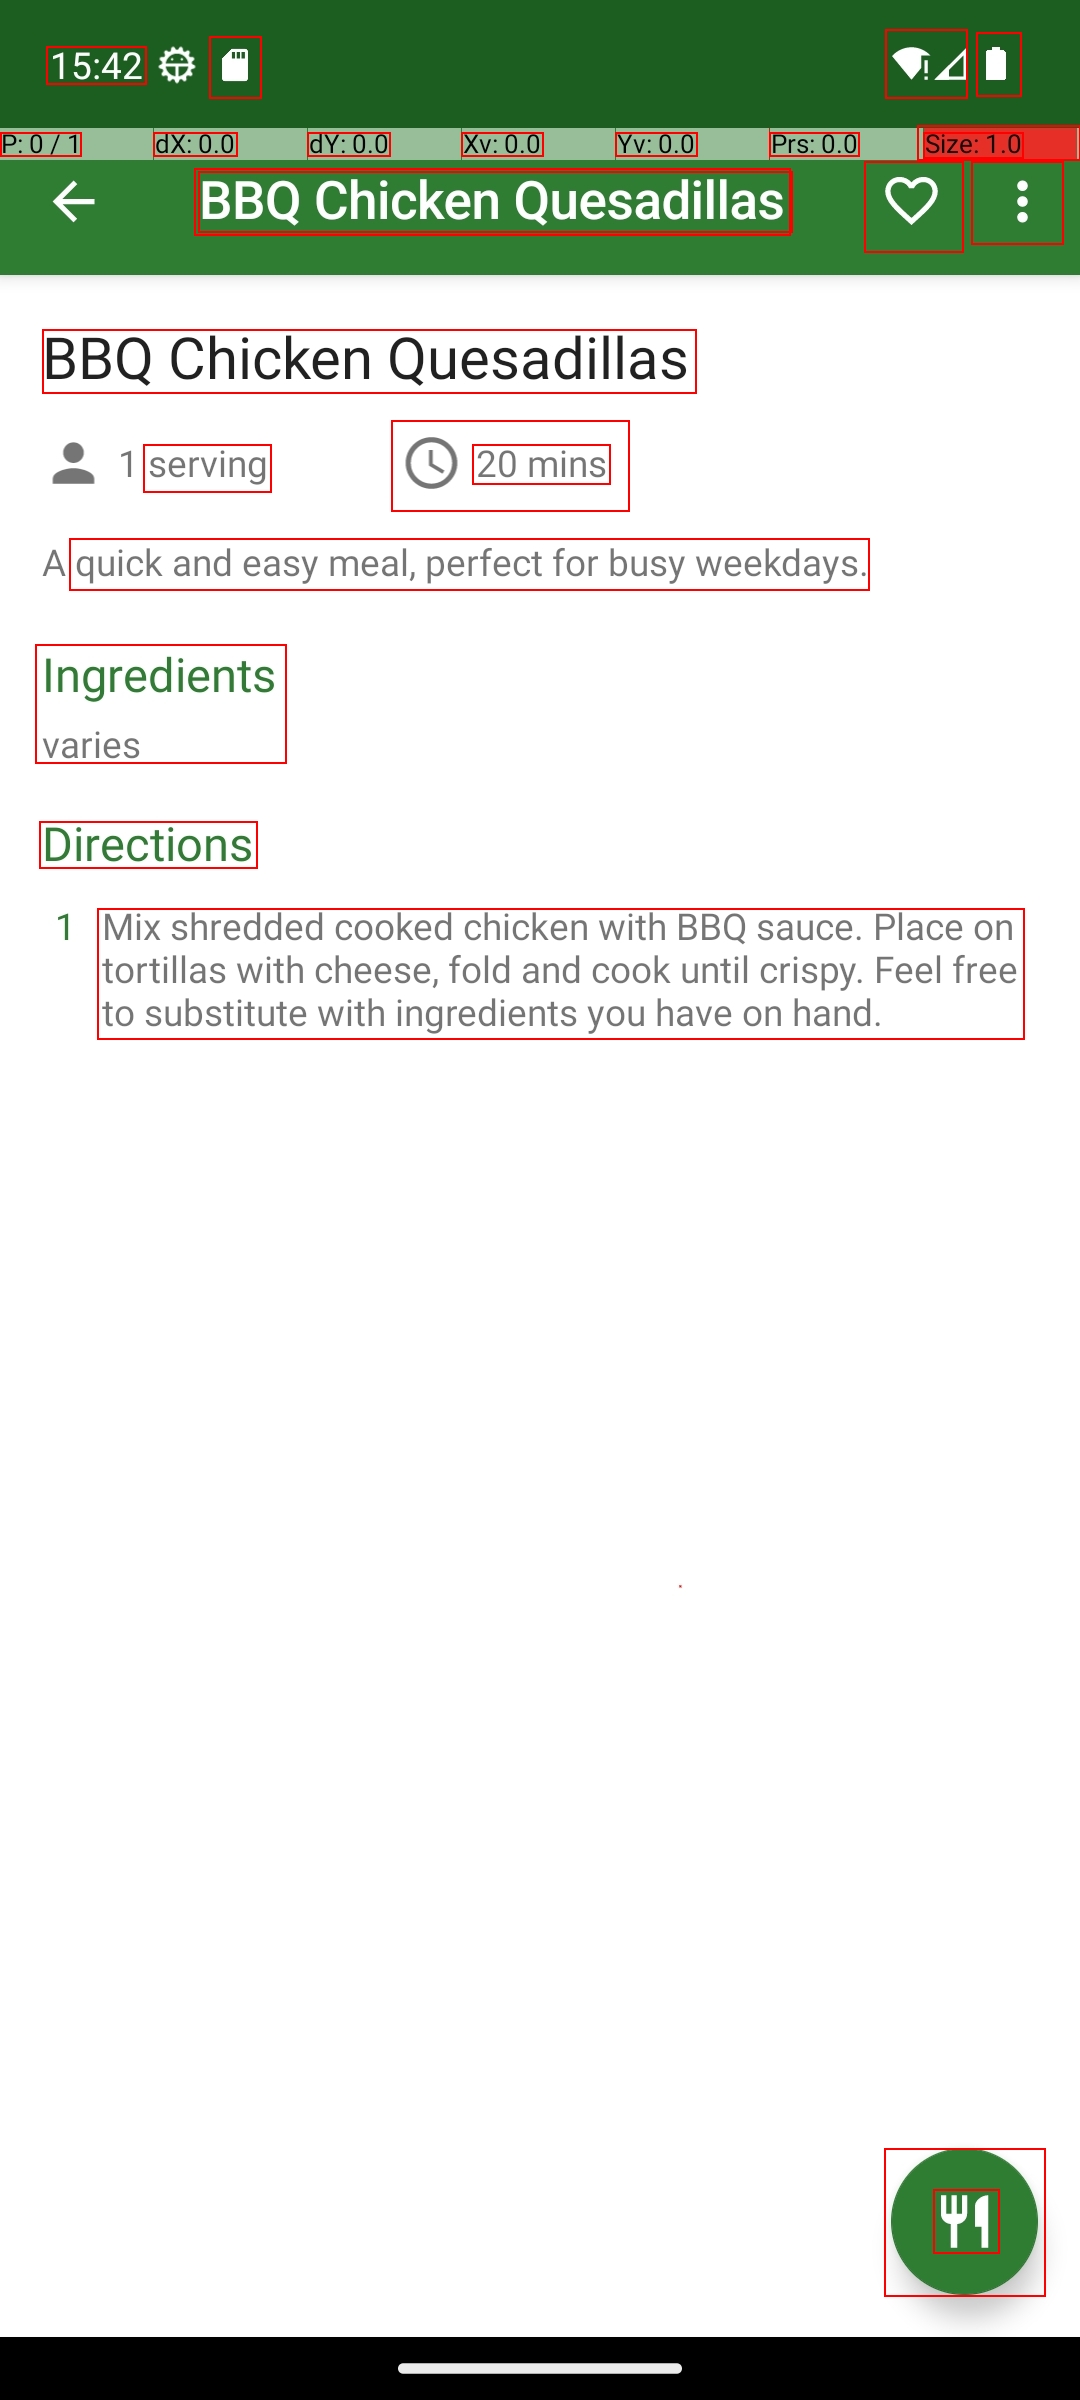 15:42
P: 0 / 1 dX: 0.0 dY: 0.0 Xv: 0.0 Yv: 0.0 Prs: 0.0 Size: 1.0
BBQ Chicken Quesadillas
BBQ Chicken Quesadillas
1 serving 20 mins
A quick and easy meal, perfect for busy weekdays.
Ingredients
varies
Directions
1 Mix shredded cooked chicken with BBQ sauce. Place on
tortillas with cheese, fold and cook until crispy. Feel free
to substitute with ingredients you have on hand.